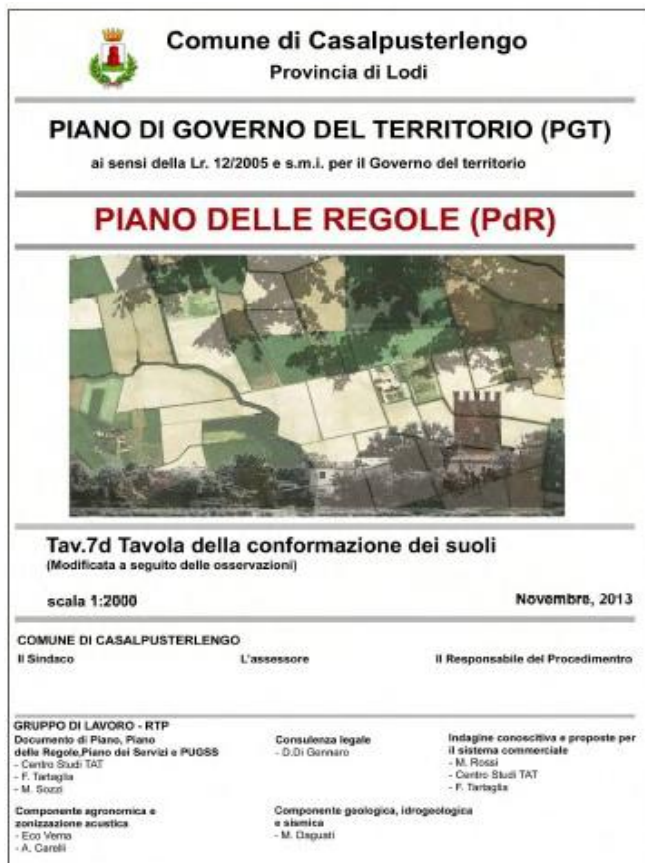 Comune di Casalpusterlengo
Provincia di Lodi
PIANO DI GOVERNO DEL TERRITORIO (PGT)
ai sensi della Lr. 12/2005 e s.m.i. per il Governo del territorio
PIANO DELLE REGOLE (PdR)
Tav.7d Tavola della conformazione dei suoli
(Modificata a seguito delle osservazioni)
scala 1:2000
Novembre, 2013
COMUNE DI CASALPUSTERLENGO
Il Sindaco
L'assessore
Il Responsabile del Procedimentro
GRUPPO DI LAVORO - RTP
Documento di Piano, Piano
delle Regole,Piano dei Servizi e PUGSS
- Centro Studi TAT
- F. Tartaglia
- M. Sozzi
Consulenza legale
- D.Di Gennaro
Indagine conoscitiva e proposte per
il sistema commerciale
- M. Rossi
- Centro Studi TAT
- F. Tartaglia
Componente agronomica e
zonizzazione acustica
- Eco Verna
- A. Carelli
Componente geologica, idrogeologica
e sismica
- M. Daguati